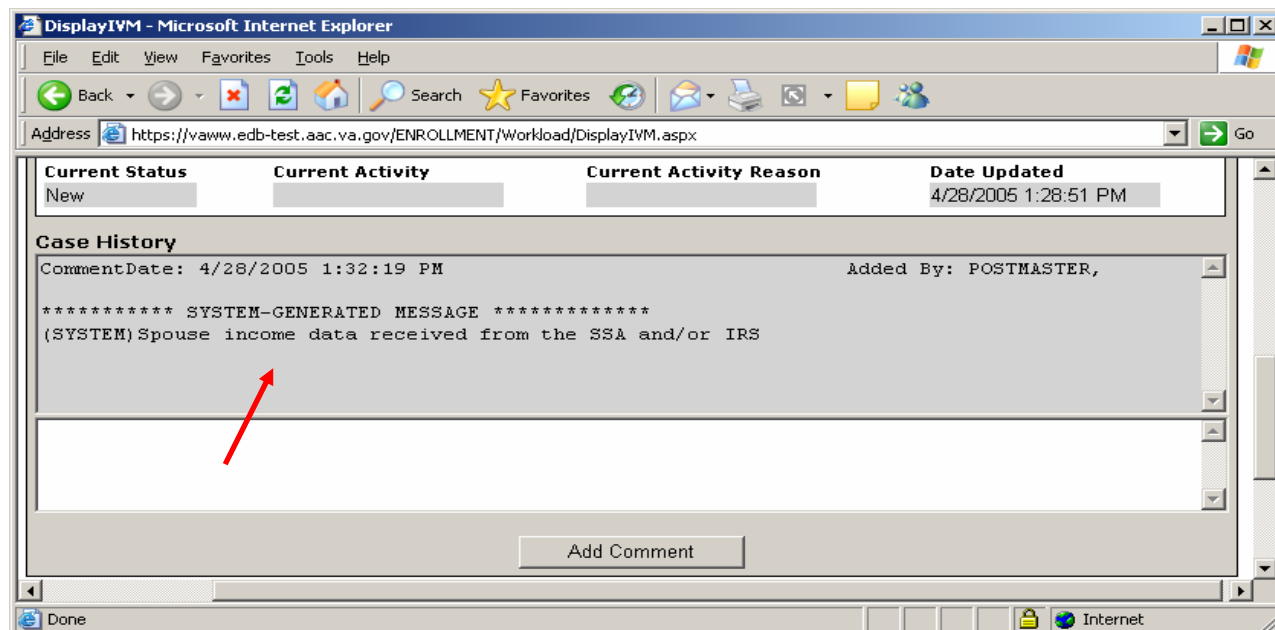 DisplayIVM - Microsoft Internet Explorer
File Edit View Favorites Tools Help
Back Search Favorites
Address https://vaww.edb-test.aac.va.gov/ENROLLMENT/Workload/DisplayIVM.aspx Go
Current Status Current Activity Current Activity Reason Date Updated
New 4/28/2005 1:28:51 PM
Case History
CommentDate: 4/28/2005 1:32:19 PM Added By: POSTMASTER,
*********** SYSTEM-GENERATED MESSAGE *************
(SYSTEM)Spouse income data received from the SSA and/or IRS
Add Comment
Done Internet